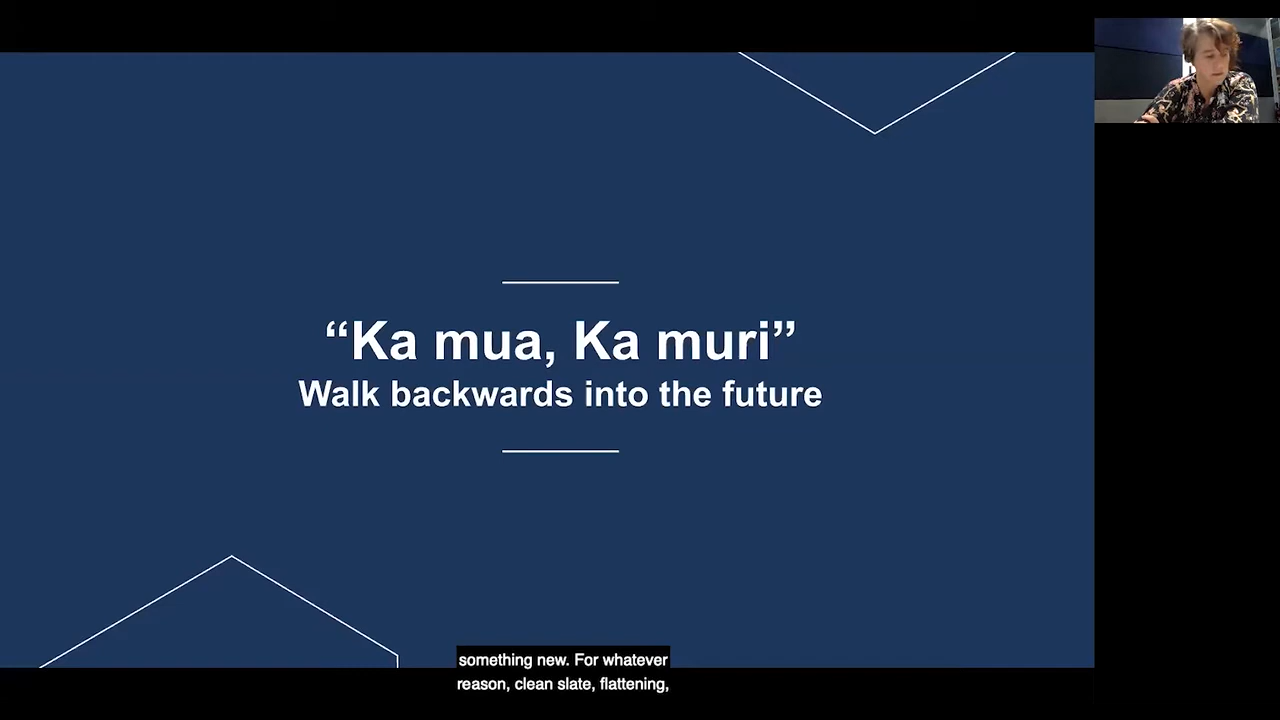 “Ka mua, Ka muri”
Walk backwards into the future
something new. For whatever
reason, clean slate, flattening,